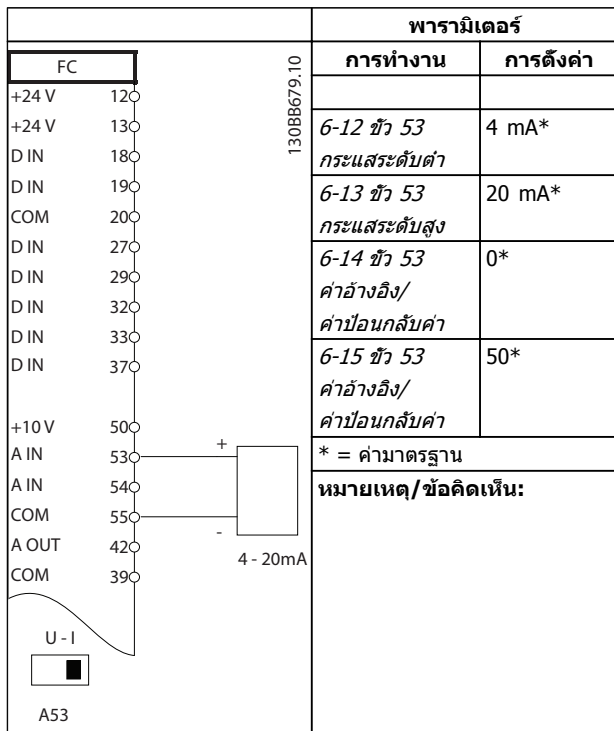 FC
+24 V 12
+24 V 13
D IN 18
D IN 19
COM 20
D IN 27
D IN 29
D IN 32
D IN 33
D IN 37
+10 V 50
A IN 53
A IN 54
COM 55
A OUT 42
COM 39
+
-
4 - 20mA
U - I
A53
130BB679.10
พารามิเตอร์
การทำงาน การตั้งค่า
6-12 ขั้ว 53 4 mA*
กระแสระดับต่ำ
6-13 ขั้ว 53 20 mA*
กระแสระดับสูง
6-14 ขั้ว 53 0*
ค่าอ้างอิง/
ค่าป้อนกลับค่า
6-15 ขั้ว 53 50*
ค่าอ้างอิง/
ค่าป้อนกลับค่า
* = ค่ามาตรฐาน
หมายเหตุ/ข้อคิดเห็น: